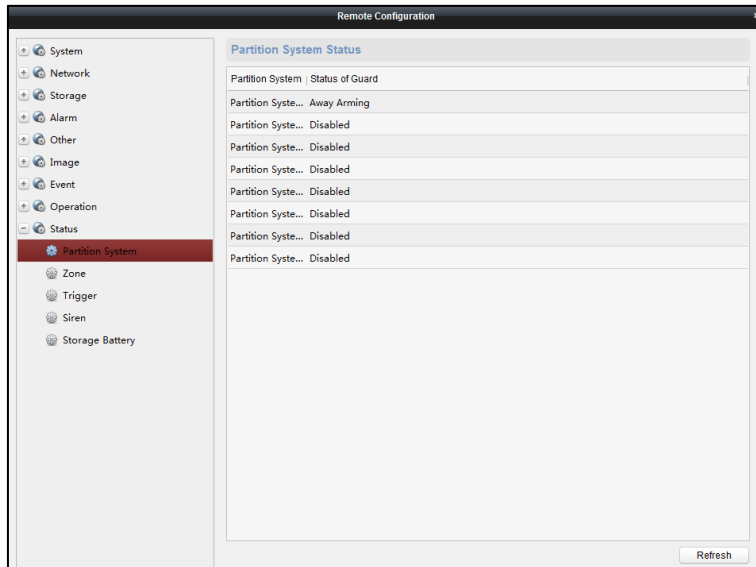 Remote Configuration
System
Network
Storage
Alarm
Other
Image
Event
Operation
Status
Partition System
Zone
Trigger
Siren
Storage Battery
Partition System Status
Partition System Status of Guard
Partition Syste... Away Arming
Partition Syste... Disabled
Partition Syste... Disabled
Partition Syste... Disabled
Partition Syste... Disabled
Partition Syste... Disabled
Partition Syste... Disabled
Partition Syste... Disabled
Refresh